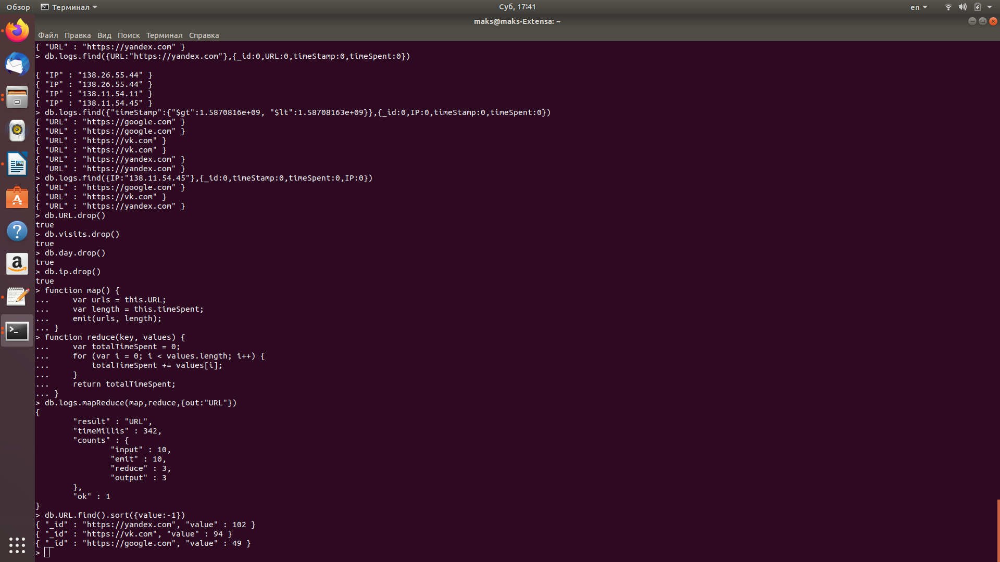 Обзор Терминал Суб, 17:41 en
maks@maks-Extensa: ~
Файл Правка Вид Поиск Терминал Справка
{ "URL" : "https://yandex.com" }
> db.logs.find({URL:"https://yandex.com"},{_id:0,URL:0,timeStamp:0,timeSpent:0})
{ "IP" : "138.26.55.44" }
{ "IP" : "138.26.55.44" }
{ "IP" : "138.11.54.11" }
{ "IP" : "138.11.54.45" }
> db.logs.find({"timeStamp":{"$gt":1.5870816e+09, "$lt":1.58708163e+09}},{_id:0,IP:0,timeStamp:0,timeSpent:0})
{ "URL" : "https://google.com" }
{ "URL" : "https://google.com" }
{ "URL" : "https://vk.com" }
{ "URL" : "https://vk.com" }
{ "URL" : "https://yandex.com" }
{ "URL" : "https://yandex.com" }
> db.logs.find({IP:"138.11.54.45"},{_id:0,timeStamp:0,timeSpent:0,IP:0})
{ "URL" : "https://google.com" }
{ "URL" : "https://vk.com" }
{ "URL" : "https://yandex.com" }
> db.URL.drop()
true
> db.visits.drop()
true
> db.day.drop()
true
> db.ip.drop()
true
> function map() {
...     var urls = this.URL;
...     var length = this.timeSpent;
...     emit(urls, length);
... }
> function reduce(key, values) {
...     var totalTimeSpent = 0;
...     for (var i = 0; i < values.length; i++) {
...         totalTimeSpent += values[i];
...     }
...     return totalTimeSpent;
... }
> db.logs.mapReduce(map,reduce,{out:"URL"})
{
        "result" : "URL",
        "timeMillis" : 342,
        "counts" : {
                "input" : 10,
                "emit" : 10,
                "reduce" : 3,
                "output" : 3
        },
        "ok" : 1
}
> db.URL.find().sort({value:-1})
{ "_id" : "https://yandex.com", "value" : 102 }
{ "_id" : "https://vk.com", "value" : 94 }
{ "_id" : "https://google.com", "value" : 49 }
>